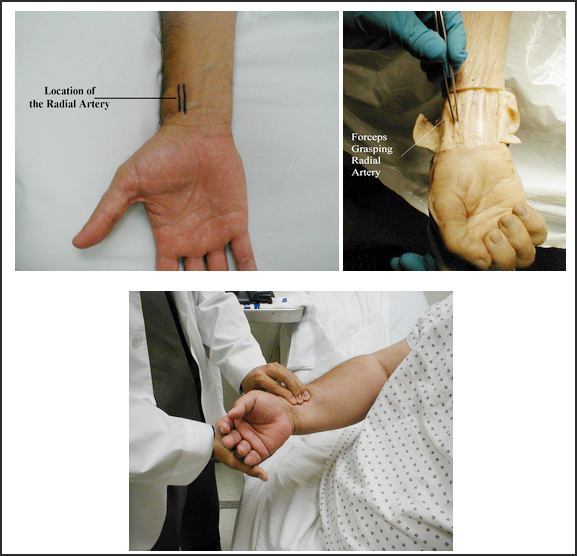 Location of
the Radial Artery
Forceps
Grasping
Radial
Artery